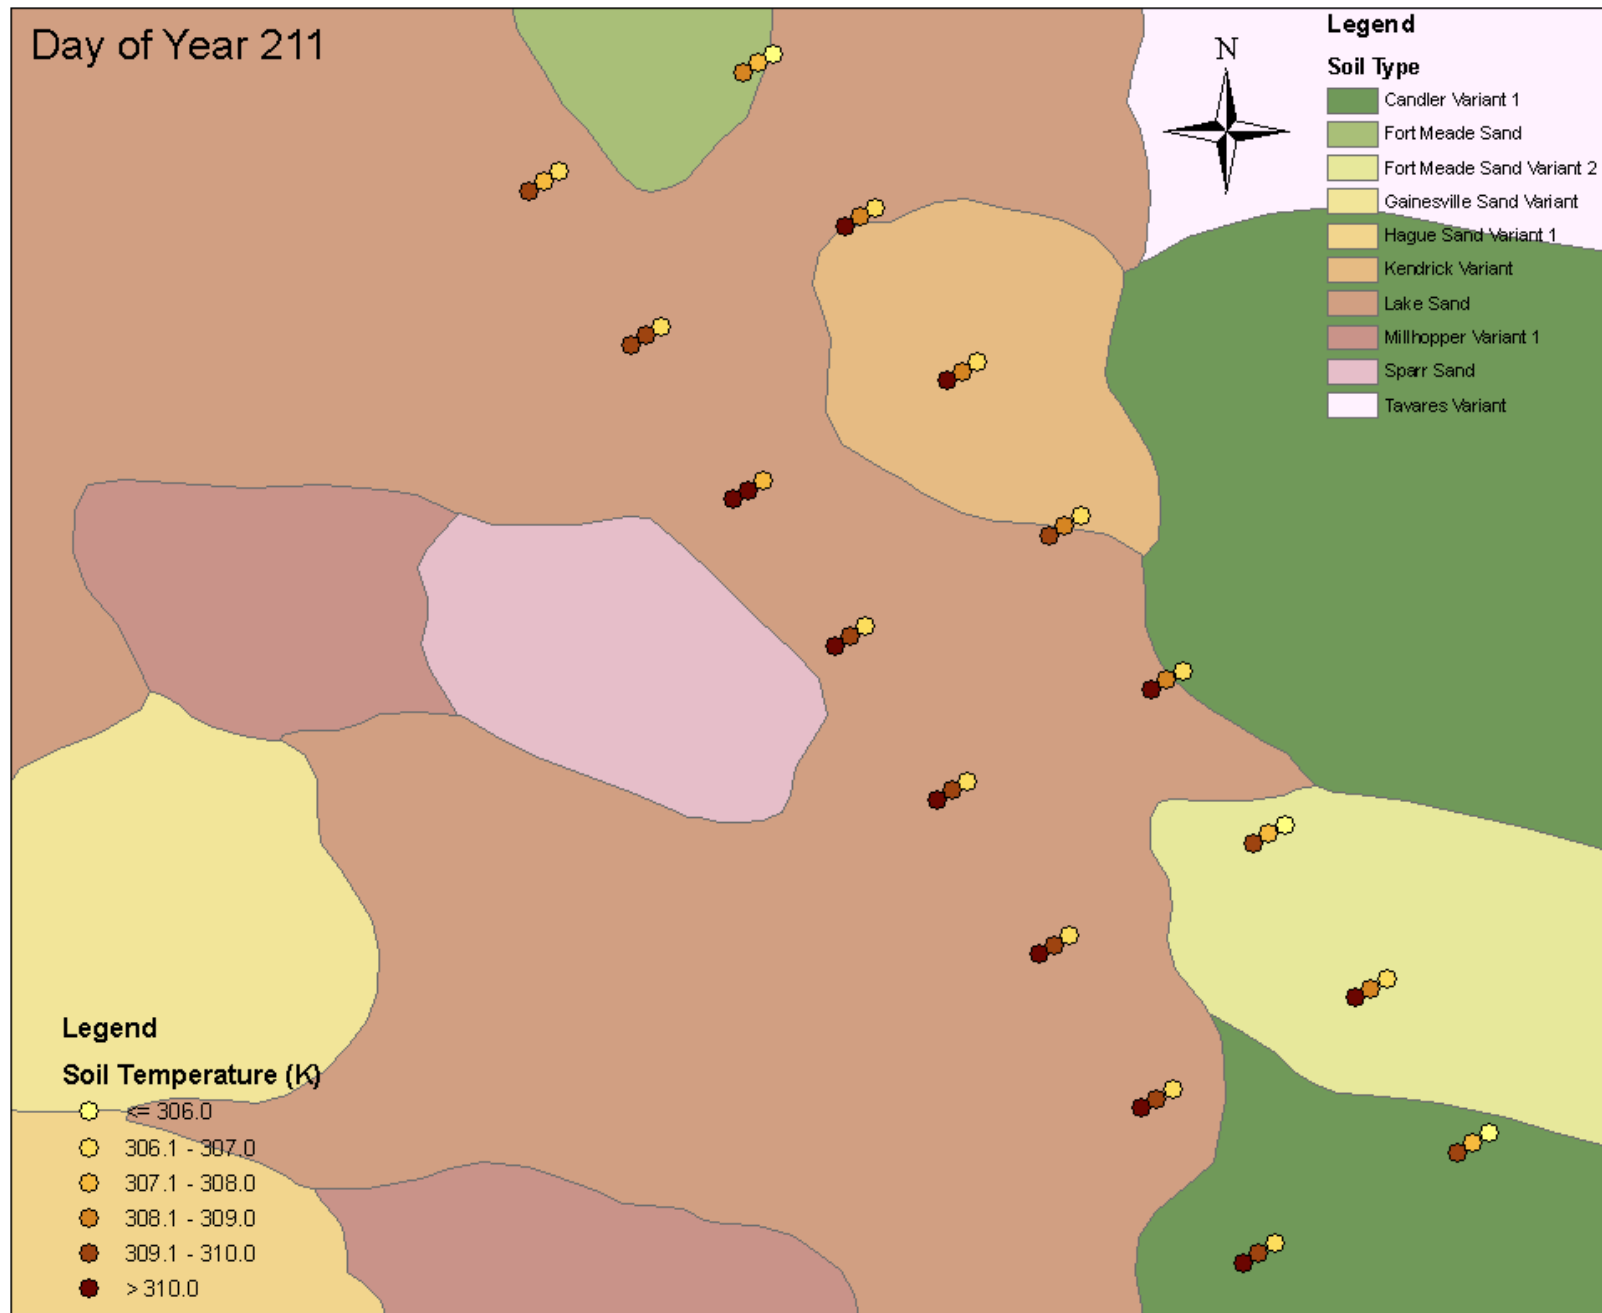 Day of Year 211
N
Legend
Soil Type
Candler Variant 1
Fort Meade Sand
Fort Meade Sand Variant 2
Gainesville Sand Variant
Hague Sand Variant 1
Kendrick Variant
Lake Sand
Millhopper Variant 1
Sparr Sand
Tavares Variant
Legend
Soil Temperature (K)
<= 306.0
306.1 - 307.0
307.1 - 308.0
308.1 - 309.0
309.1 - 310.0
> 310.0